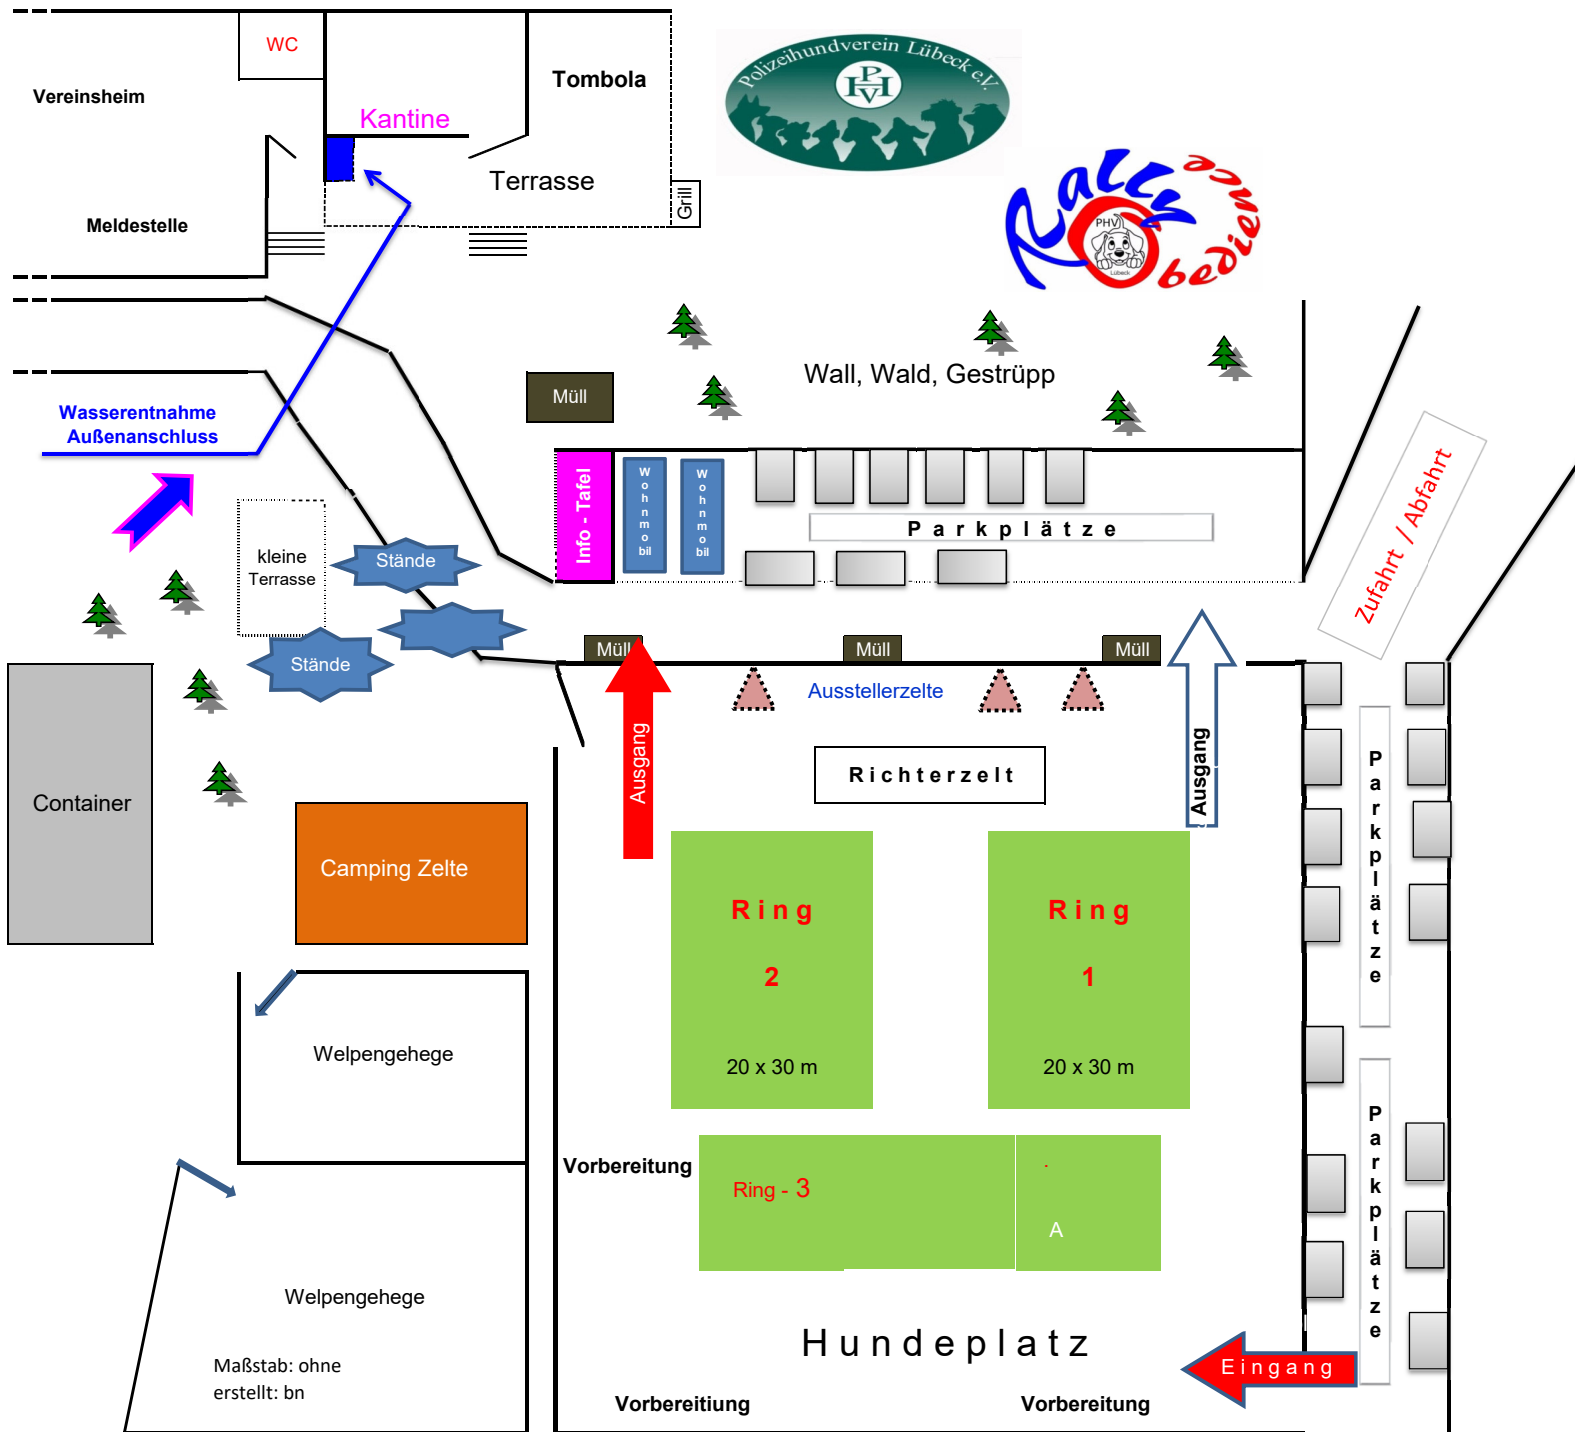 WC
Vereinsheim
Tombola
Kantine
Terrasse
Grill
Meldestelle
Polizeihundverein Lübeck e.V.
PHV
Rally
Obedience
PHV
Lübeck
Wall, Wald, Gestrüpp
Müll
Wasserentnahme
Außenanschluss
Info - Tafel
Wohnmobil
Wohnmobil
Parkplätze
Zufahrt / Abfahrt
kleine
Terrasse
Stände
Stände
Müll
Müll
Müll
Ausstellerzelte
Ausgang
Ausgang
Richterzelt
Container
Camping Zelte
Ring
2
20 x 30 m
Ring
1
20 x 30 m
Parkplätze
Welpengehege
Vorbereitung
Ring - 3
.
A
Parkplätze
Welpengehege
Hundeplatz
Eingang
Maßstab: ohne
erstellt: bn
Vorbereitiung
Vorbereitung